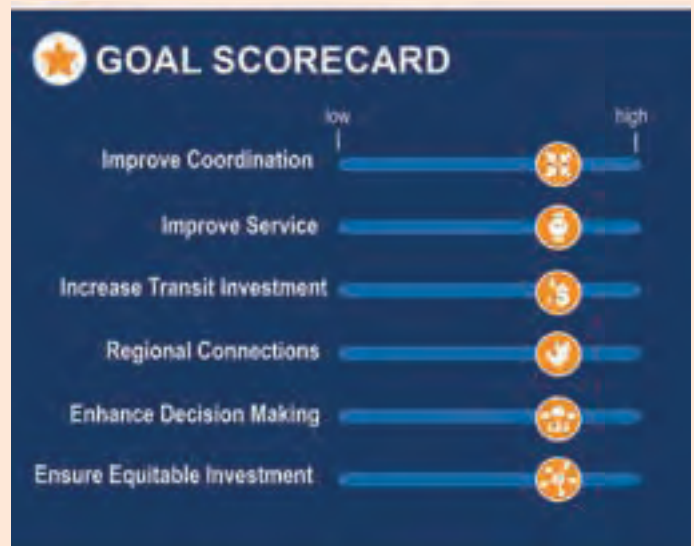 GOAL SCORECARD
low high
Improve Coordination
Improve Service
Increase Transit Investment
Regional Connections
Enhance Decision Making
Ensure Equitable Investment